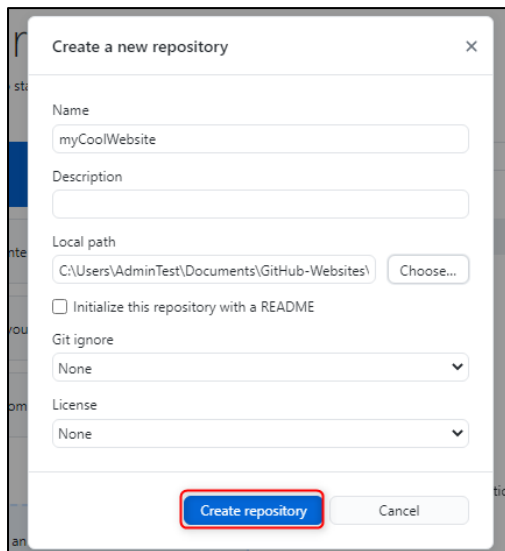 Create a new repository
Name
myCoolWebsite
Description
Local path
C:\Users\AdminTest\Documents\GitHub-Websites\
Choose...
Initialize this repository with a README
Git ignore
None
License
None
Create repository
Cancel